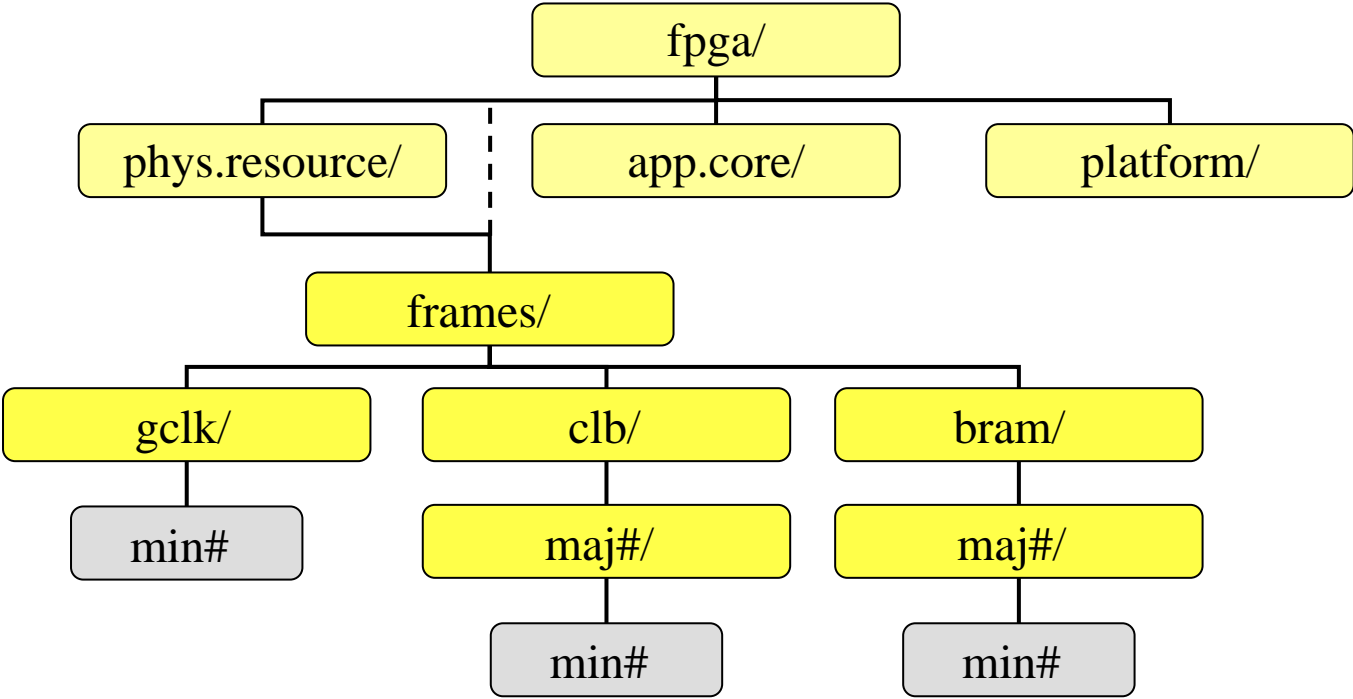 fpga/
phys.resource/
app.core/
platform/
frames/
gclk/
clb/
bram/
min#
maj#/
maj#/
min#
min#